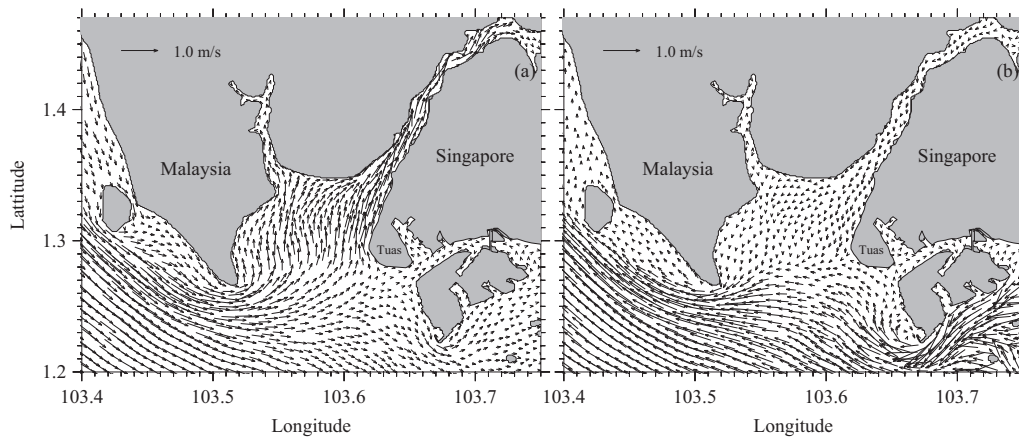 1.0 m/s
(a)
Malaysia
Singapore
Tuas
1.4
1.3
1.2
Lattitude
103.4 103.5 103.6 103.7
Longitude
1.0 m/s
(b)
Malaysia
Singapore
Tuas
103.4 103.5 103.6 103.7
Longitude